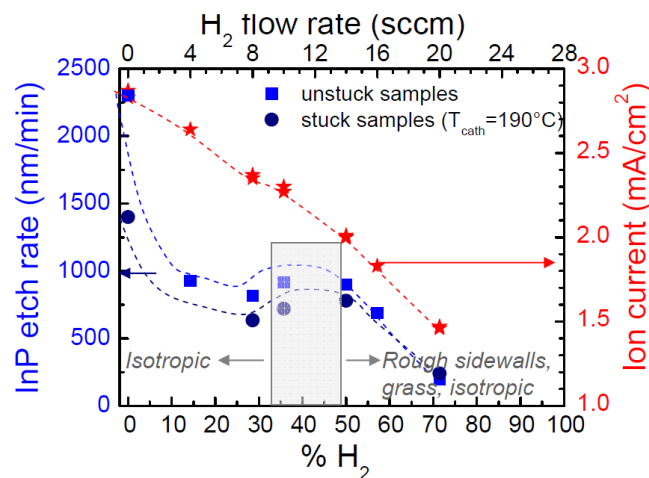 H2 flow rate (sccm)
0 4 8 12 16 20 24 28
2500
2000
1500
1000
750
500
250
0
InP etch rate (nm/min)
unstuck samples
stuck samples (Tcath=190°C)
Isotropic
Rough sidewalls,
grass, isotropic
3.0
2.5
2.0
1.5
1.0
Ion current (mA/cm2)
0 10 20 30 40 50 60 70 80 90 100
% H2